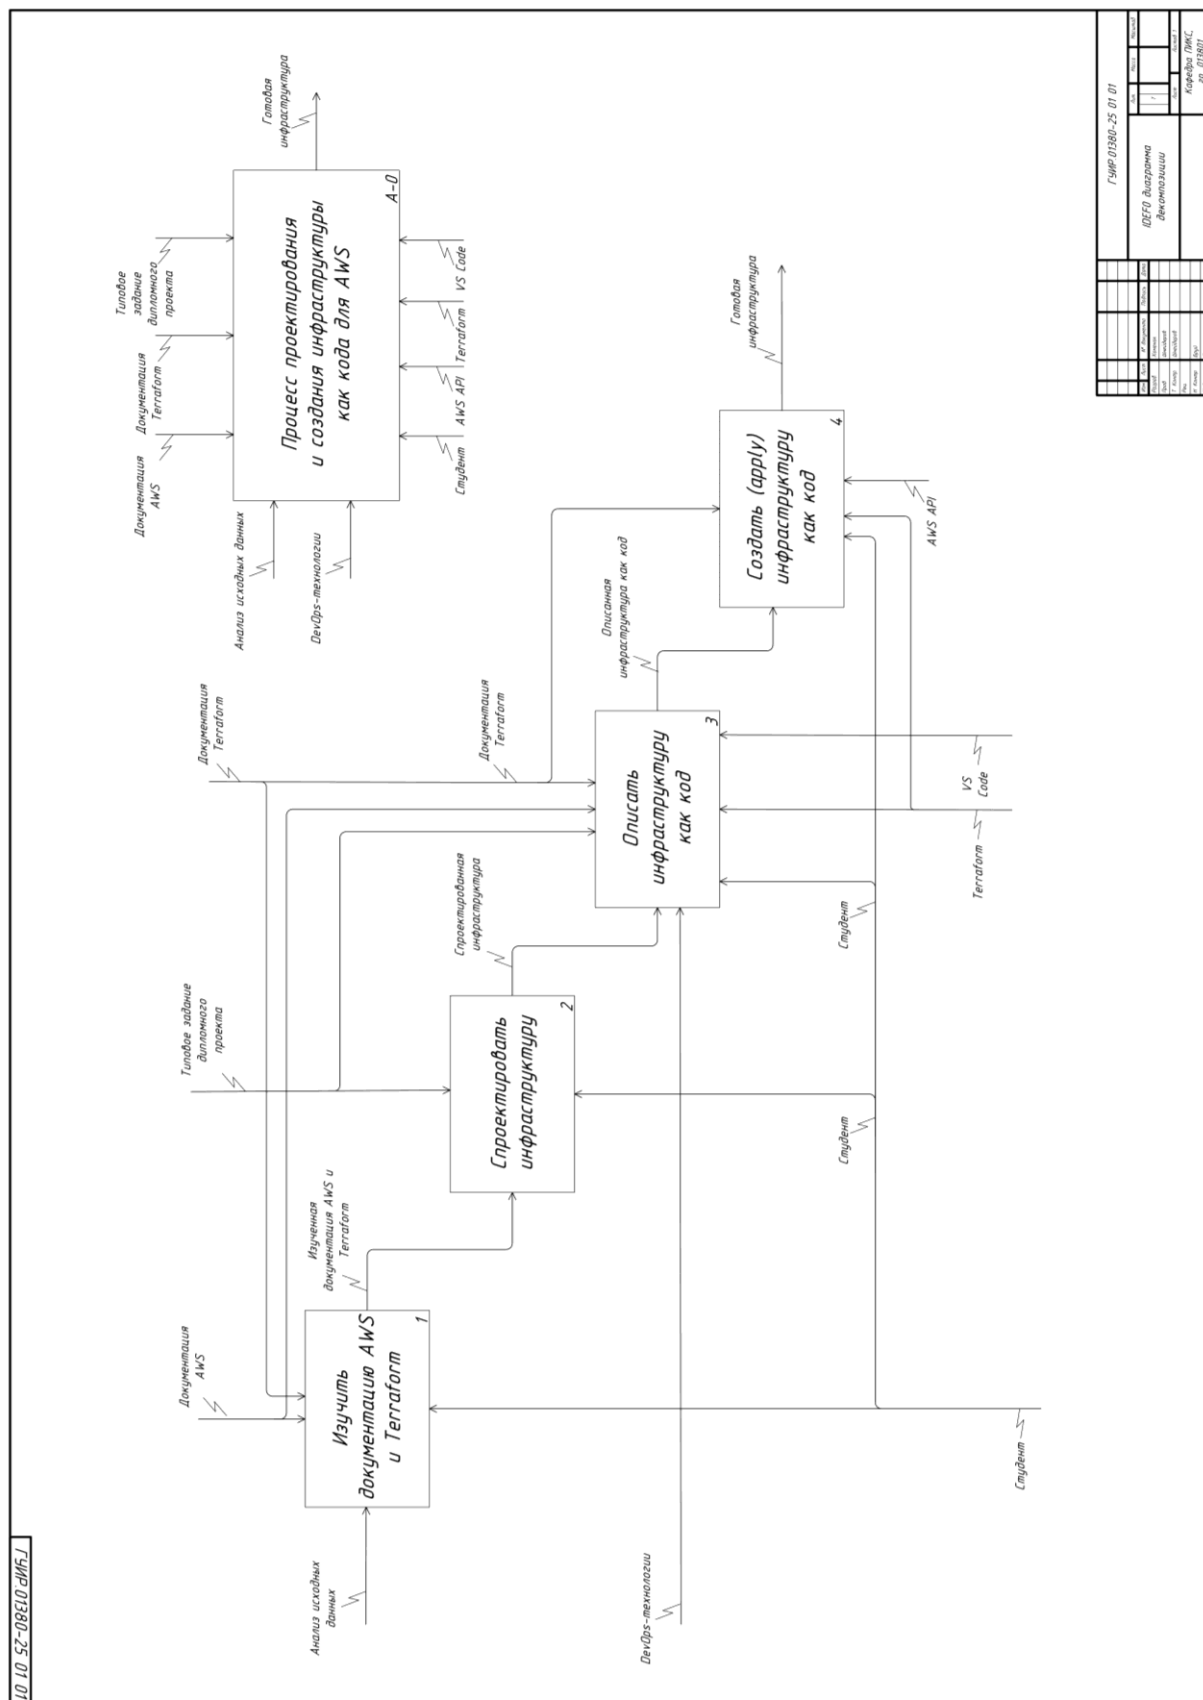 ГУИР.01380-25 01 01
Типовое
задание
дипломного
проекта
Документация
Terraform
Документация
AWS
Готовая
инфраструктура
Процесс проектирования
и создания инфраструктуры
как кода для AWS
A-0
Анализ исходных данных
DevOps-технологии
Студент
AWS API
Terraform
VS Code
Документация
AWS
Типовое задание
дипломного
проекта
Документация
Terraform
Документация
Terraform
Анализ исходных
данных
Изучить
документацию AWS
и Terraform
1
Изученная
документация AWS и
Terraform
Спроектировать
инфраструктуру
2
Спроектированная
инфраструктура
Описать
инфраструктуру
как код
3
Описанная
инфраструктура как код
Создать (apply)
инфраструктуру
как код
4
Готовая
инфраструктура
DevOps-технологии
Студент
Студент
Студент
Terraform
VS
Code
AWS API
ГУИР.01380-25 01 01
IDEF0 диаграмма
декомпозиции
Кафедра ПИКС,
гр. 013801